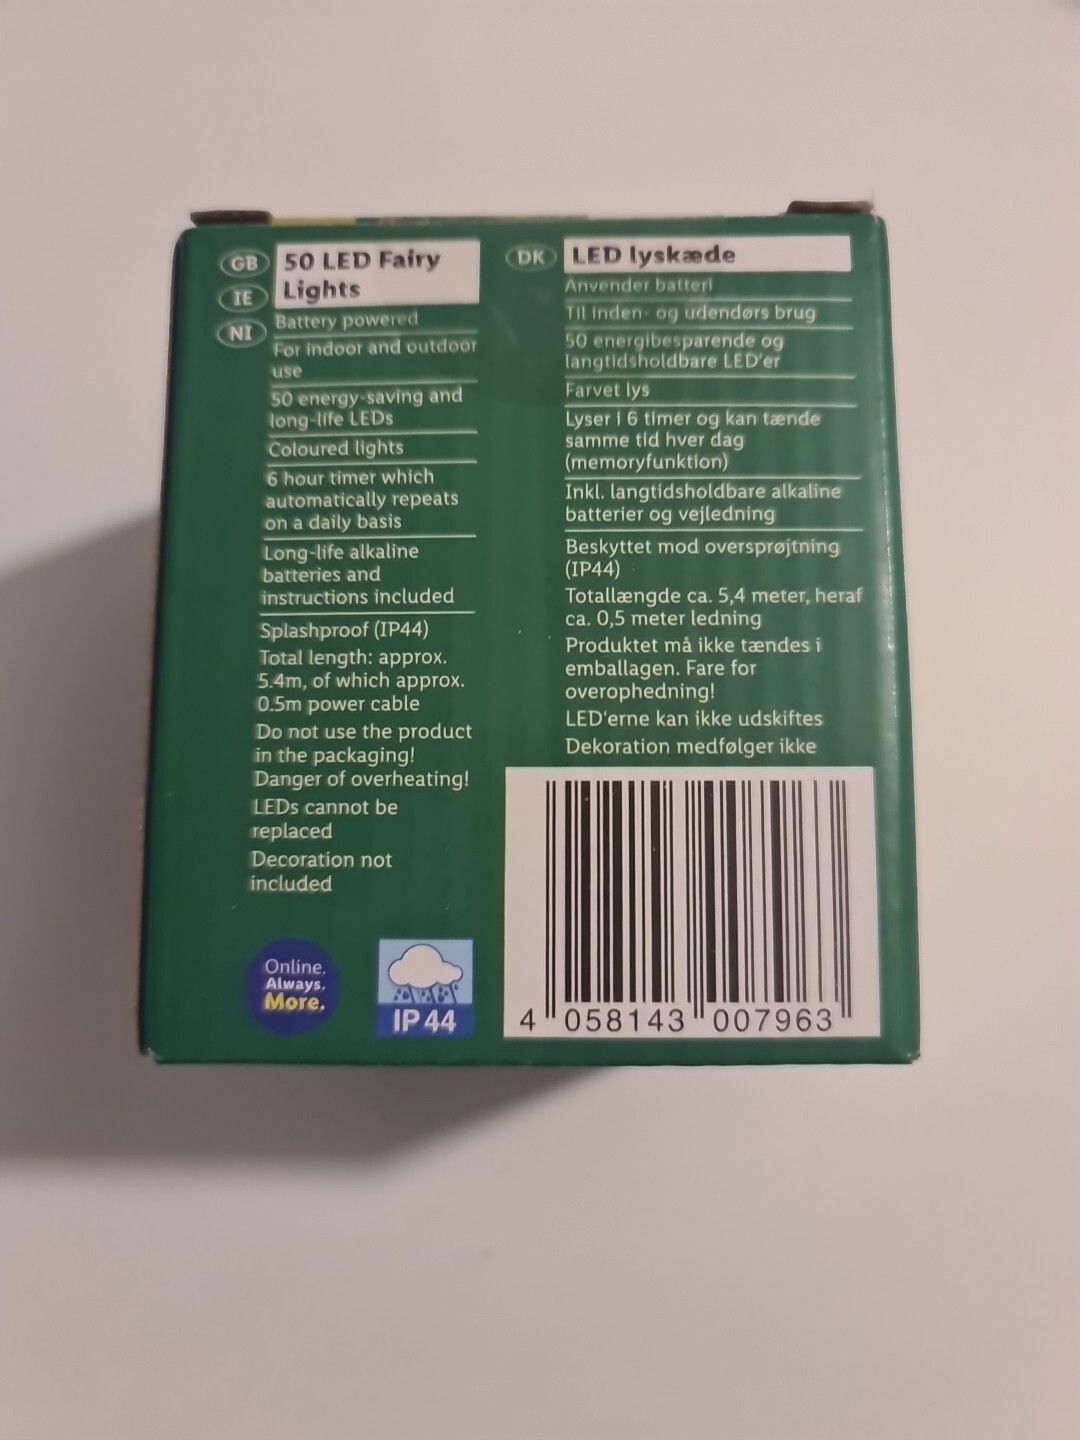 GB
IE
NI
50 LED Fairy
Lights
Battery powered
For indoor and outdoor
use
50 energy-saving and
long-life LEDs
Coloured lights
6 hour timer which
automatically repeats
on a daily basis
Long-life alkaline
batteries and
instructions included
Splashproof (IP44)
Total length: approx.
5.4m, of which approx.
0.5m power cable
Do not use the product
in the packaging!
Danger of overheating!
LEDs cannot be
replaced
Decoration not
included
Online.
Always.
More.
IP 44
DK
LED lyskæde
Anvender batteri
Til inden- og udendørs brug
50 energibesparende og
langtidsholdbare LED'er
Farvet lys
Lyser i 6 timer og kan tænde
samme tid hver dag
(memoryfunktion)
Inkl. langtidsholdbare alkaline
batterier og vejledning
Beskyttet mod oversprøjtning
(IP44)
Totallængde ca. 5,4 meter, heraf
ca. 0,5 meter ledning
Produktet må ikke tændes i
emballagen. Fare for
overophedning!
LED'erne kan ikke udskiftes
Dekoration medfølger ikke
4 058143 007963